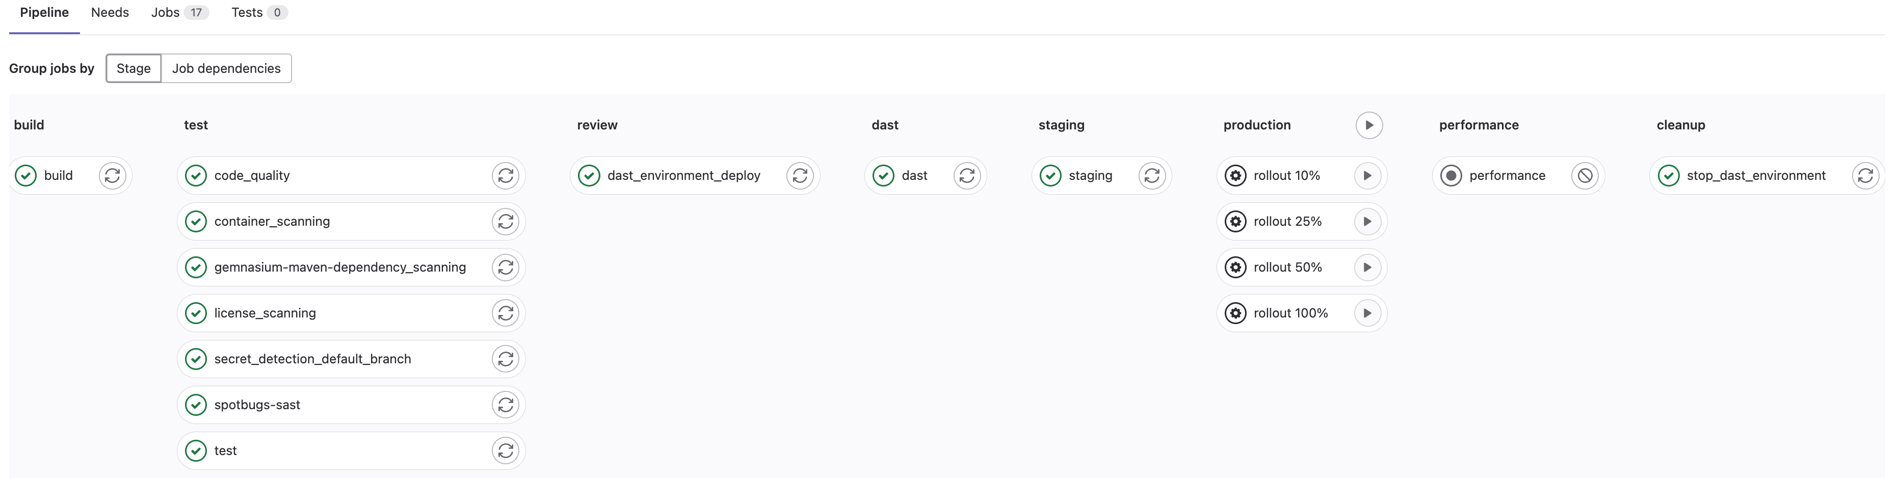 Pipeline Needs Jobs 17 Tests 0
Group jobs by Stage Job dependencies
build test review dast staging production performance cleanup
build code_quality dast_environment_deploy dast staging rollout 10% performance stop_dast_environment
container_scanning rollout 25%
gemnasium-maven-dependency_scanning rollout 50%
license_scanning rollout 100%
secret_detection_default_branch
spotbugs-sast
test